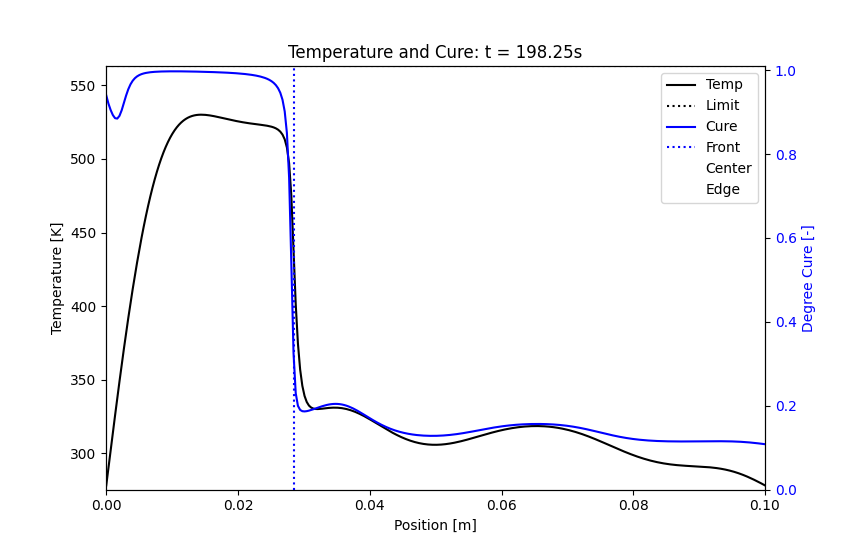 Temperature and Cure: t = 198.25s
Temperature [K]
550
500
450
400
350
300
Temp
Limit
Cure
Front
Center
Edge
1.0
0.8
0.6
0.4
0.2
0.0
Degree Cure [-]
0.00
0.02
0.04
0.06
0.08
0.10
Position [m]